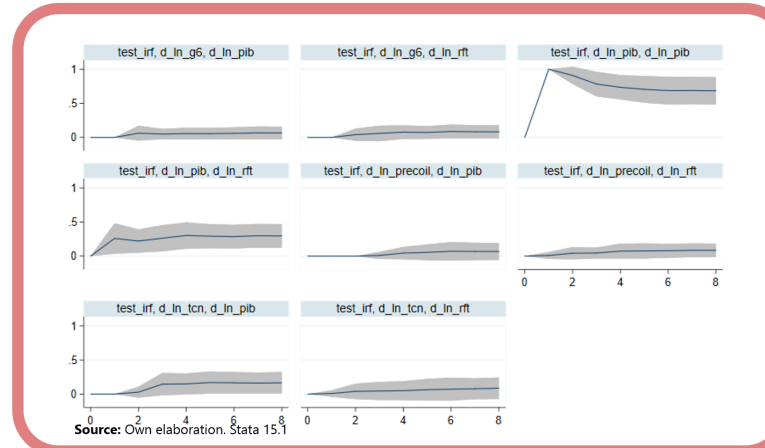 test_irf, d_ln_g6, d_ln_pib
test_irf, d_ln_g6, d_ln_rft
test_irf, d_ln_pib, d_ln_pib
1
.5
0
test_irf, d_ln_pib, d_ln_rft
test_irf, d_ln_precoil, d_ln_pib
test_irf, d_ln_precoil, d_ln_rft
1
.5
0
0 2 4 6 8
test_irf, d_ln_tcn, d_ln_pib
test_irf, d_ln_tcn, d_ln_rft
1
.5
0
0 2 4 6 8
0 2 4 6 8
Source: Own elaboration. Stata 15.1